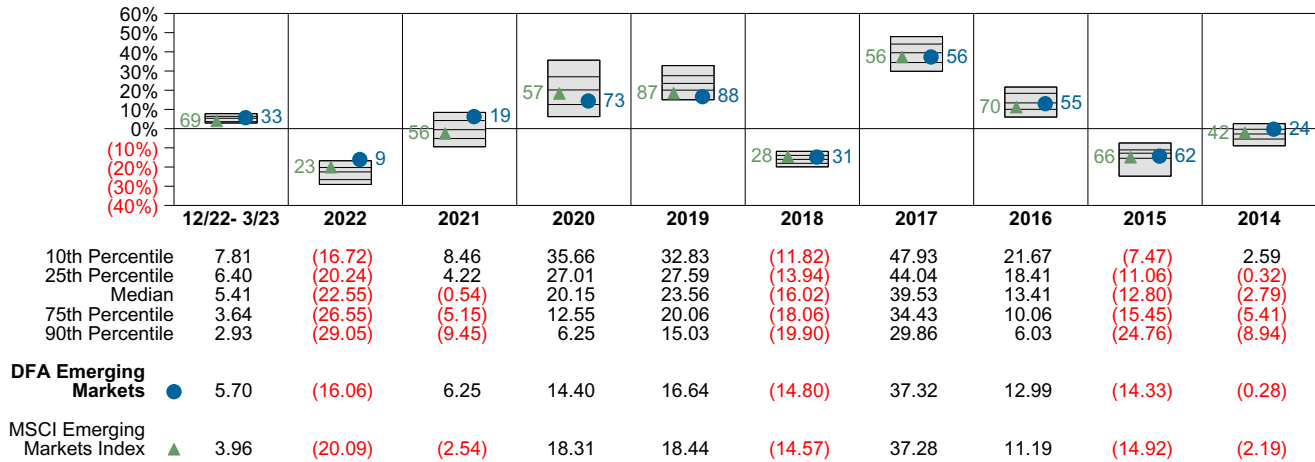 60%
50%
40%
30%
20%
10%
0%
(10%)
(20%)
(30%)
(40%)
69 33
23 9
56 19
57 73
87 88
28 31
56 56
70 55
66 62
42 24
12/22- 3/23 2022 2021 2020 2019 2018 2017 2016 2015 2014
10th Percentile 7.81 (16.72) 8.46 35.66 32.83 (11.82) 47.93 21.67 (7.47) 2.59
25th Percentile 6.40 (20.24) 4.22 27.01 27.59 (13.94) 44.04 18.41 (11.06) (0.32)
Median 5.41 (22.55) (0.54) 20.15 23.56 (16.02) 39.53 13.41 (12.80) (2.79)
75th Percentile 3.64 (26.55) (5.15) 12.55 20.06 (18.06) 34.43 10.06 (15.45) (5.41)
90th Percentile 2.93 (29.05) (9.45) 6.25 15.03 (19.90) 29.86 6.03 (24.76) (8.94)
DFA Emerging
Markets 5.70 (16.06) 6.25 14.40 16.64 (14.80) 37.32 12.99 (14.33) (0.28)
MSCI Emerging
Markets Index 3.96 (20.09) (2.54) 18.31 18.44 (14.57) 37.28 11.19 (14.92) (2.19)